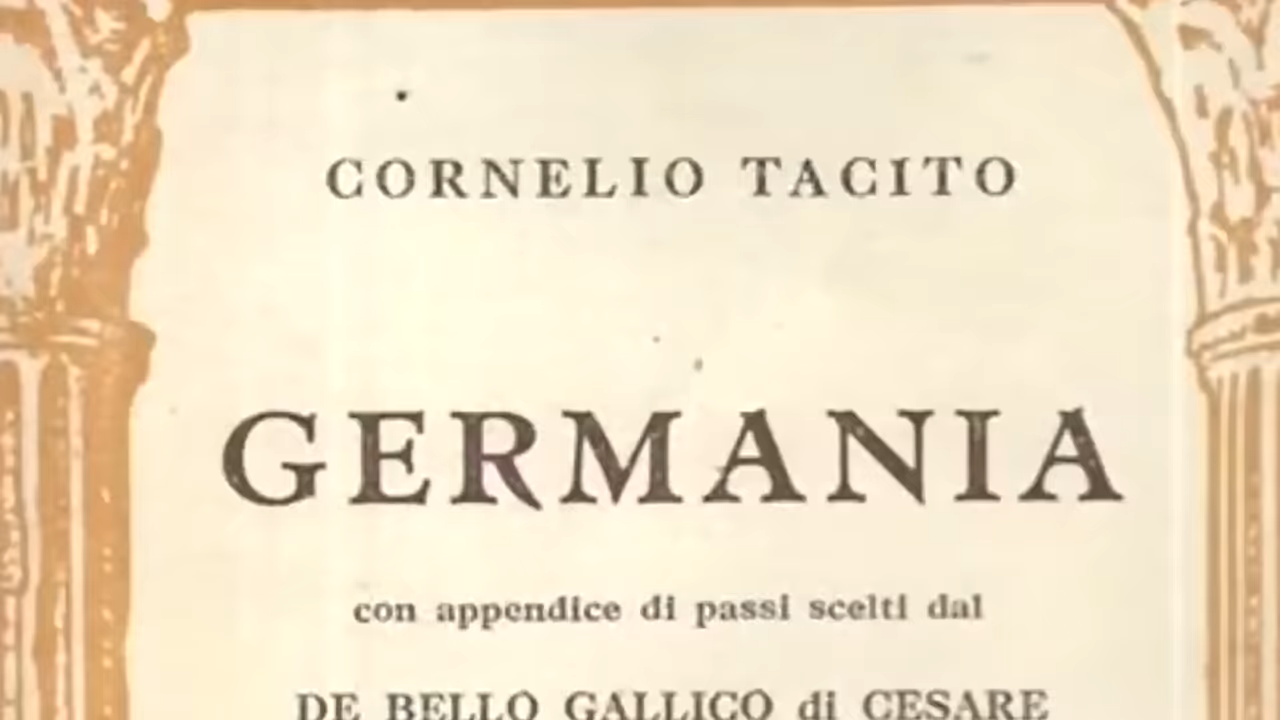 CORNELIO TACITO
GERMANIA
con appendice di passi scelti dal
DE BELLO GALLICO di CESARE